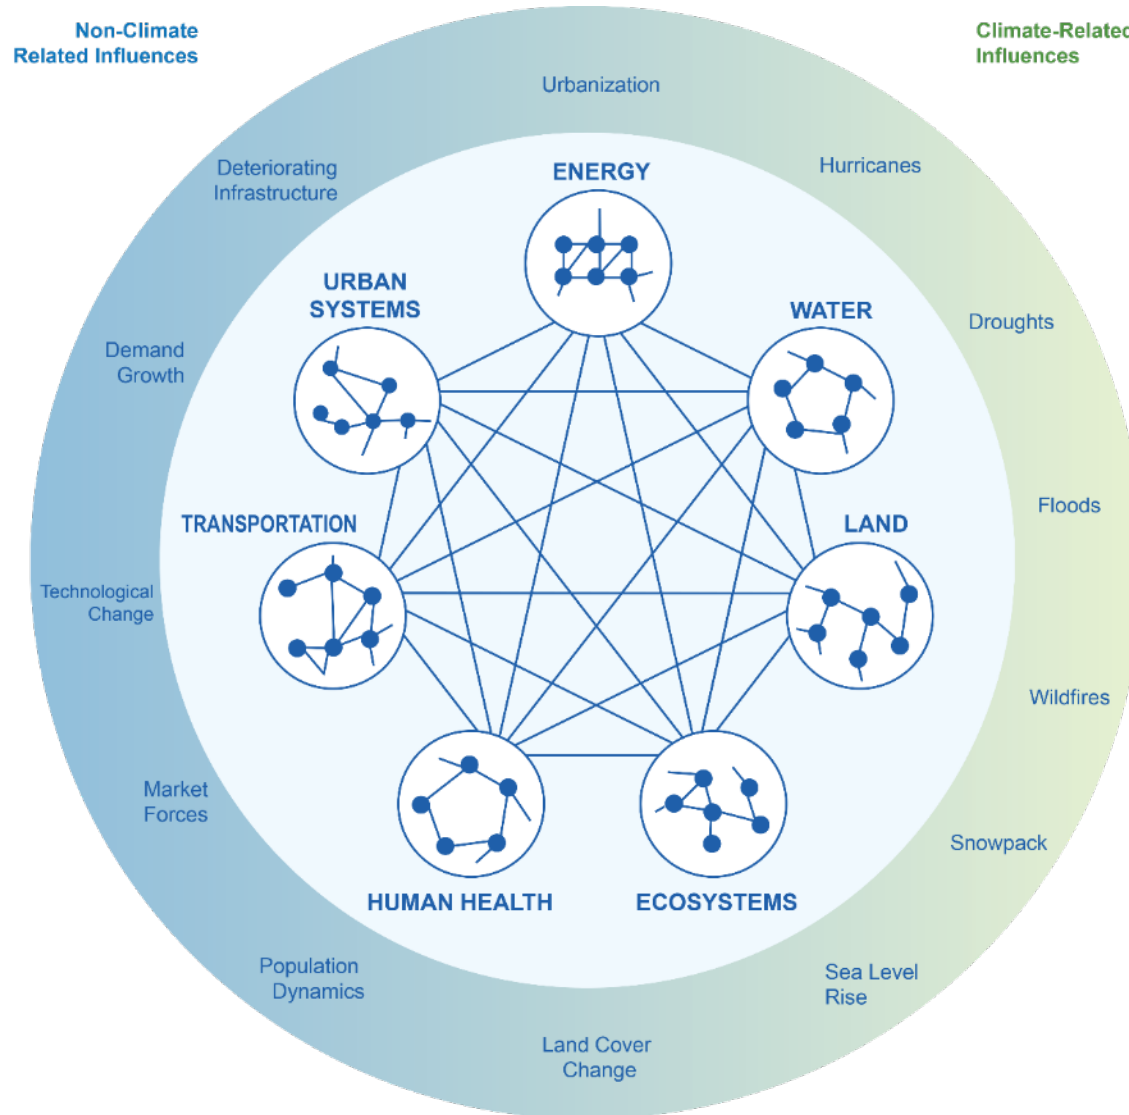 Non-Climate
Related Influences
Climate-Related
Influences
Urbanization
Deteriorating
Infrastructure
Hurricanes
ENERGY
URBAN
SYSTEMS
WATER
Droughts
Demand
Growth
Floods
TRANSPORTATION
LAND
Technological
Change
Wildfires
Market
Forces
Snowpack
HUMAN HEALTH
ECOSYSTEMS
Population
Dynamics
Sea Level
Rise
Land Cover
Change